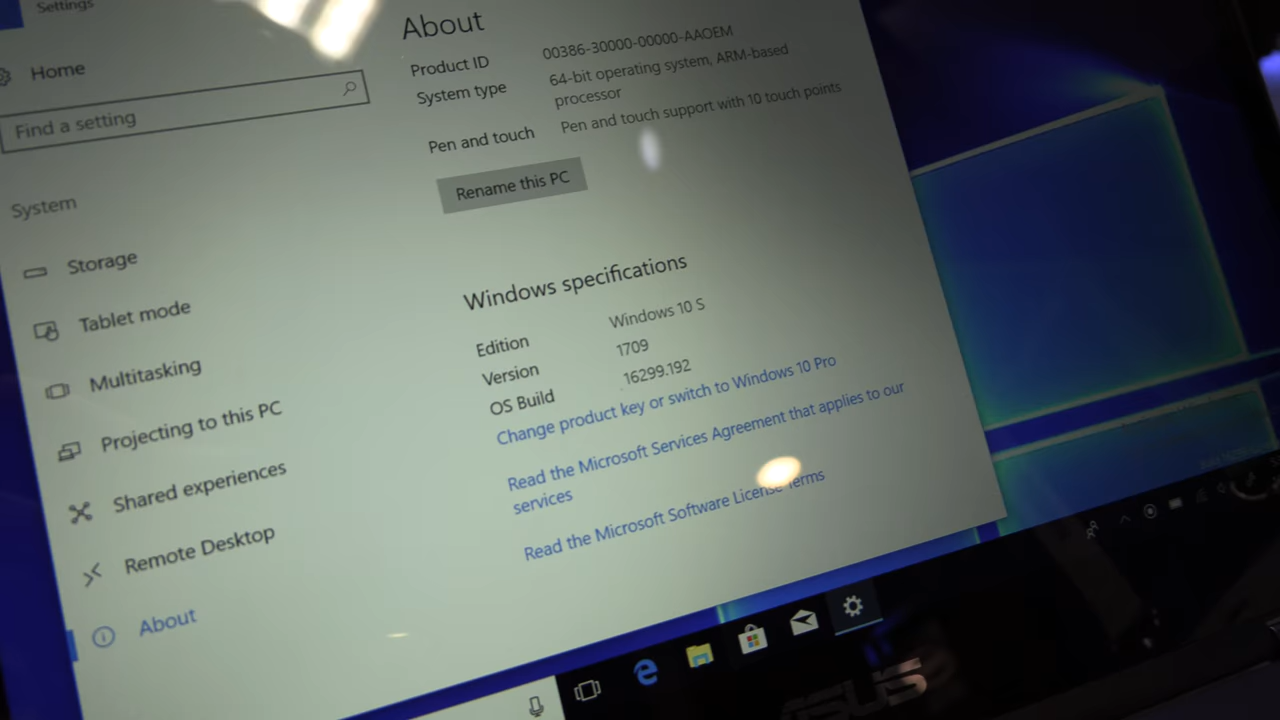 Settings
Home
Find a setting
System
Storage
Tablet mode
Multitasking
Projecting to this PC
Shared experiences
Remote Desktop
About
About
Product ID 00386-30000-00000-AAOEM
System type 64-bit operating system, ARM-based
processor
Pen and touch Pen and touch support with 10 touch points
Rename this PC
Windows specifications
Edition Windows 10 S
Version 1709
OS Build 16299.192
Change product key or switch to Windows 10 Pro
Read the Microsoft Services Agreement that applies to our
services
Read the Microsoft Software License Terms
ASUS